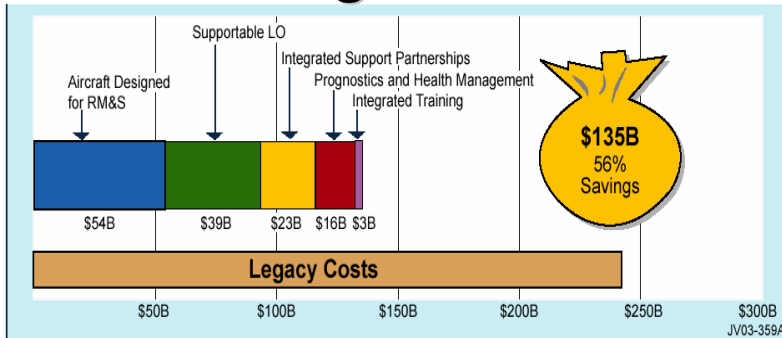 Supportable LO
Integrated Support Partnerships
Aircraft Designed
for RM&S
Prognostics and Health Management
Integrated Training
$135B
56%
Savings
$54B
$39B
$23B
$16B
$3B
Legacy Costs
$50B
$100B
$150B
$200B
$250B
$300B
JV03-359A